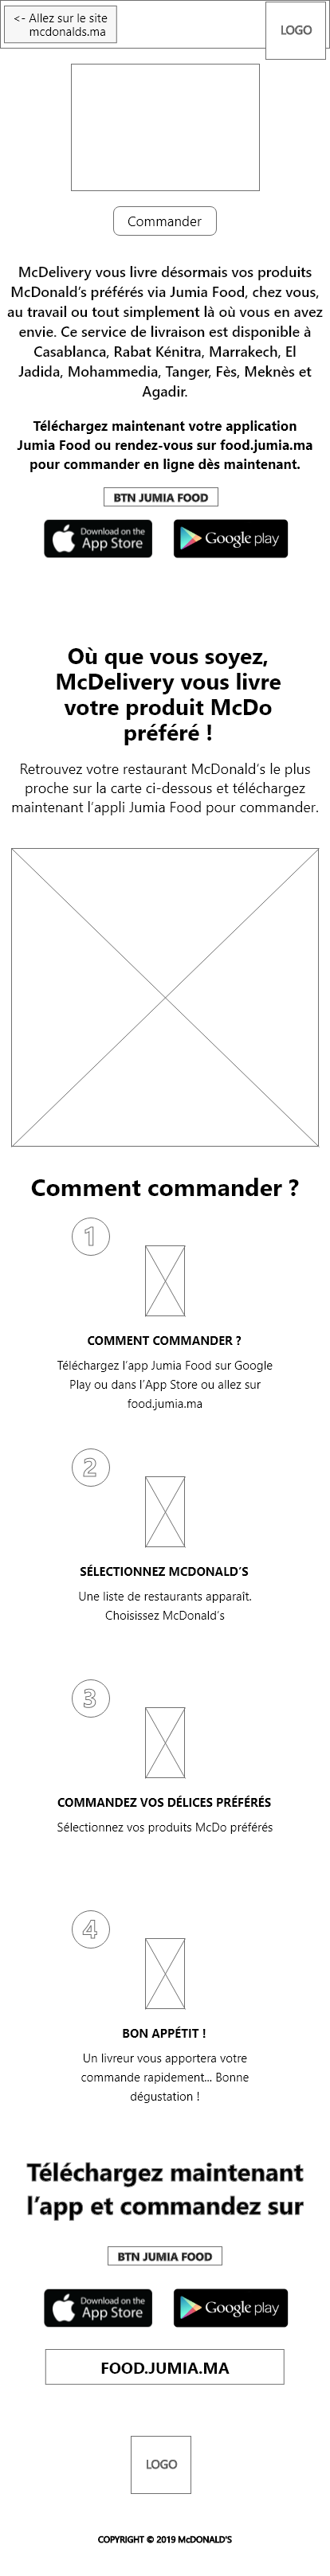 <- Allez sur le site
mcdonalds.ma
LOGO
Commander
McDelivery vous livre désormais vos produits
McDonald's préférés via Jumia Food, chez vous,
au travail ou tout simplement là où vous en avez
envie. Ce service de livraison est disponible à
Casablanca, Rabat Kénitra, Marrakech, El
Jadida, Mohammedia, Tanger, Fès, Meknès et
Agadir.
Téléchargez maintenant votre application
Jumia Food ou rendez-vous sur food.jumia.ma
pour commander en ligne dès maintenant.
BTN JUMIA FOOD
Download on the
App Store
Google play
Où que vous soyez,
McDelivery vous livre
votre produit McDo
préféré !
Retrouvez votre restaurant McDonald's le plus
proche sur la carte ci-dessous et téléchargez
maintenant l'appli Jumia Food pour commander.
Comment commander ?
1
COMMENT COMMANDER ?
Téléchargez l'app Jumia Food sur Google
Play ou dans l'App Store ou allez sur
food.jumia.ma
2
SÉLECTIONNEZ MCDONALD'S
Une liste de restaurants apparaît.
Choisissez McDonald's
3
COMMANDEZ VOS DÉLICES PRÉFÉRÉS
Sélectionnez vos produits McDo préférés
4
BON APPÉTIT !
Un livreur vous apportera votre
commande rapidement... Bonne
dégustation !
Téléchargez maintenant
l'app et commandez sur
BTN JUMIA FOOD
Download on the
App Store
Google play
FOOD.JUMIA.MA
LOGO
COPYRIGHT © 2019 McDONALD'S